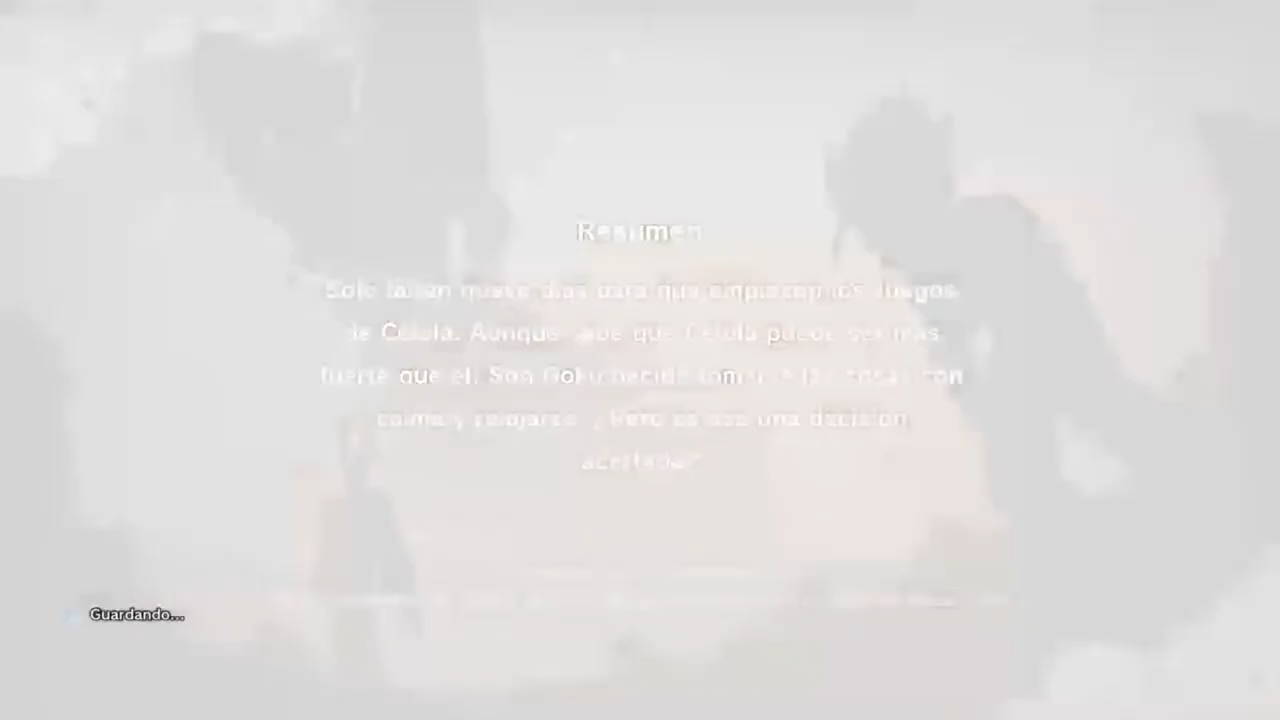 Resumen
Solo faltan nueve días para que empiecen los Juegos
de Célula. Aunque sabe que Célula puede ser más
fuerte que él, Son Goku decide tomarse las cosas con
calma y relajarse. ¿Pero es esa una decisión
acertada?
Guardando...